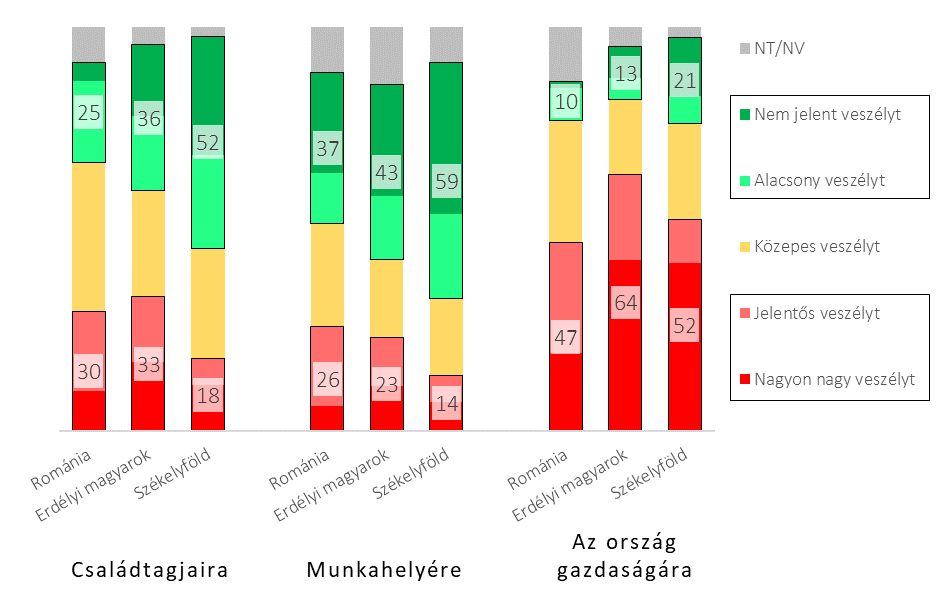 NT/NV
Nem jelent veszélyt
Alacsony veszélyt
Közepes veszélyt
Jelentős veszélyt
Nagyon nagy veszélyt
25 36 52 37 43 59 10 13 21
30 33 18 26 23 14 47 64 52
Románia Erdélyi magyarok Székelyföld Románia Erdélyi magyarok Székelyföld Románia Erdélyi magyarok Székelyföld
Családtagjaira Munkahelyére Az ország
gazdaságára